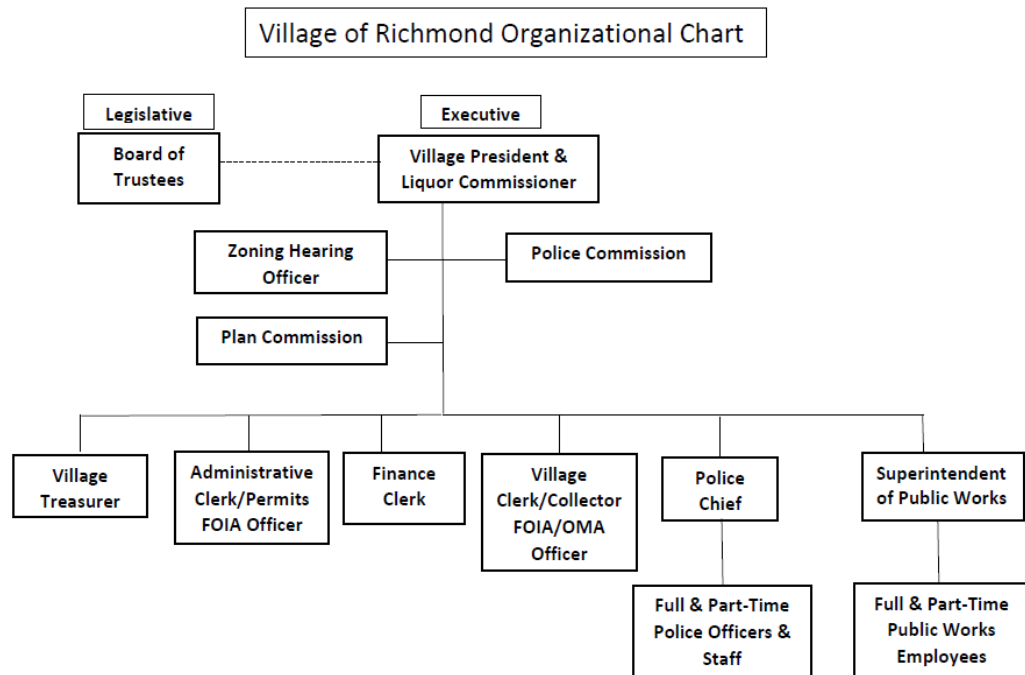 Village of Richmond Organizational Chart
Legislative
Executive
Board of
Trustees
Village President &
Liquor Commissioner
Zoning Hearing
Officer
Police Commission
Plan Commission
Village
Treasurer
Administrative
Clerk/Permits
FOIA Officer
Finance
Clerk
Village
Clerk/Collector
FOIA/OMA
Officer
Police
Chief
Superintendent
of Public Works
Full & Part-Time
Police Officers &
Staff
Full & Part-Time
Public Works
Employees